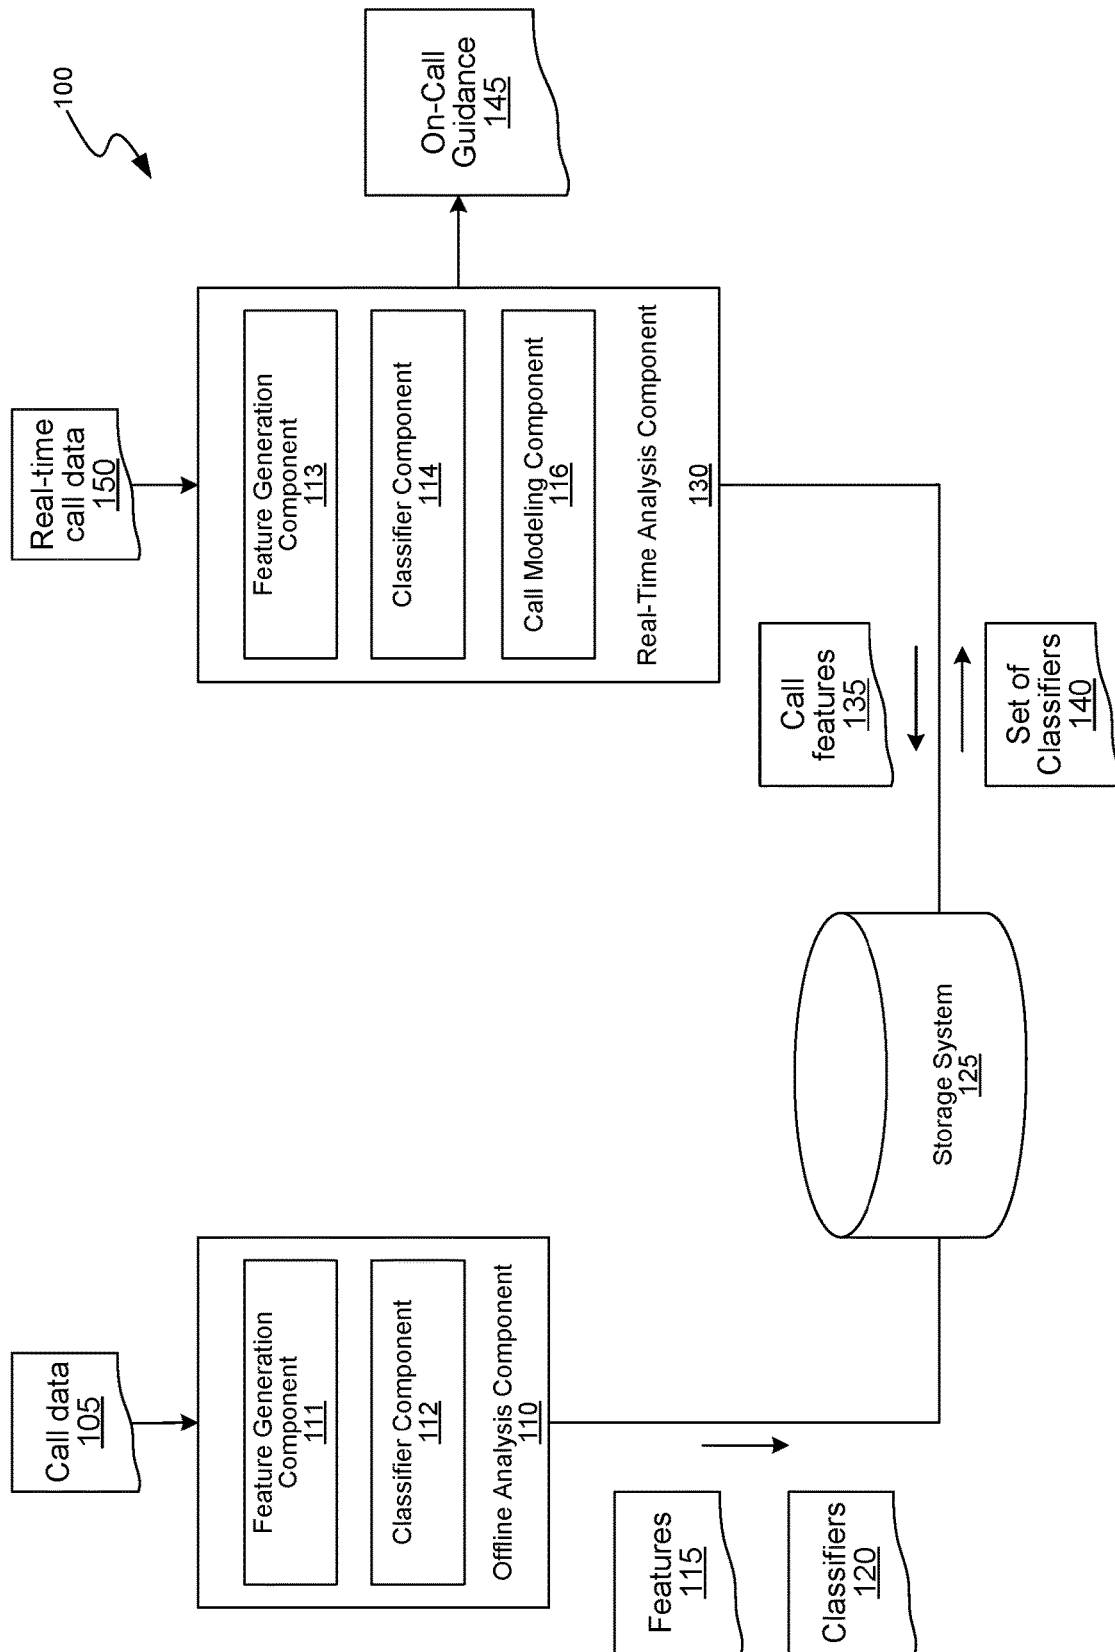 100
Call data
105
Real-time
call data
150
Feature Generation
Component
111
Classifier Component
112
Offline Analysis Component
110
Feature Generation
Component
113
Classifier Component
114
Call Modeling Component
116
Real-Time Analysis Component
130
On-Call
Guidance
145
Features
115
Classifiers
120
Storage System
125
Call
features
135
Set of
Classifiers
140